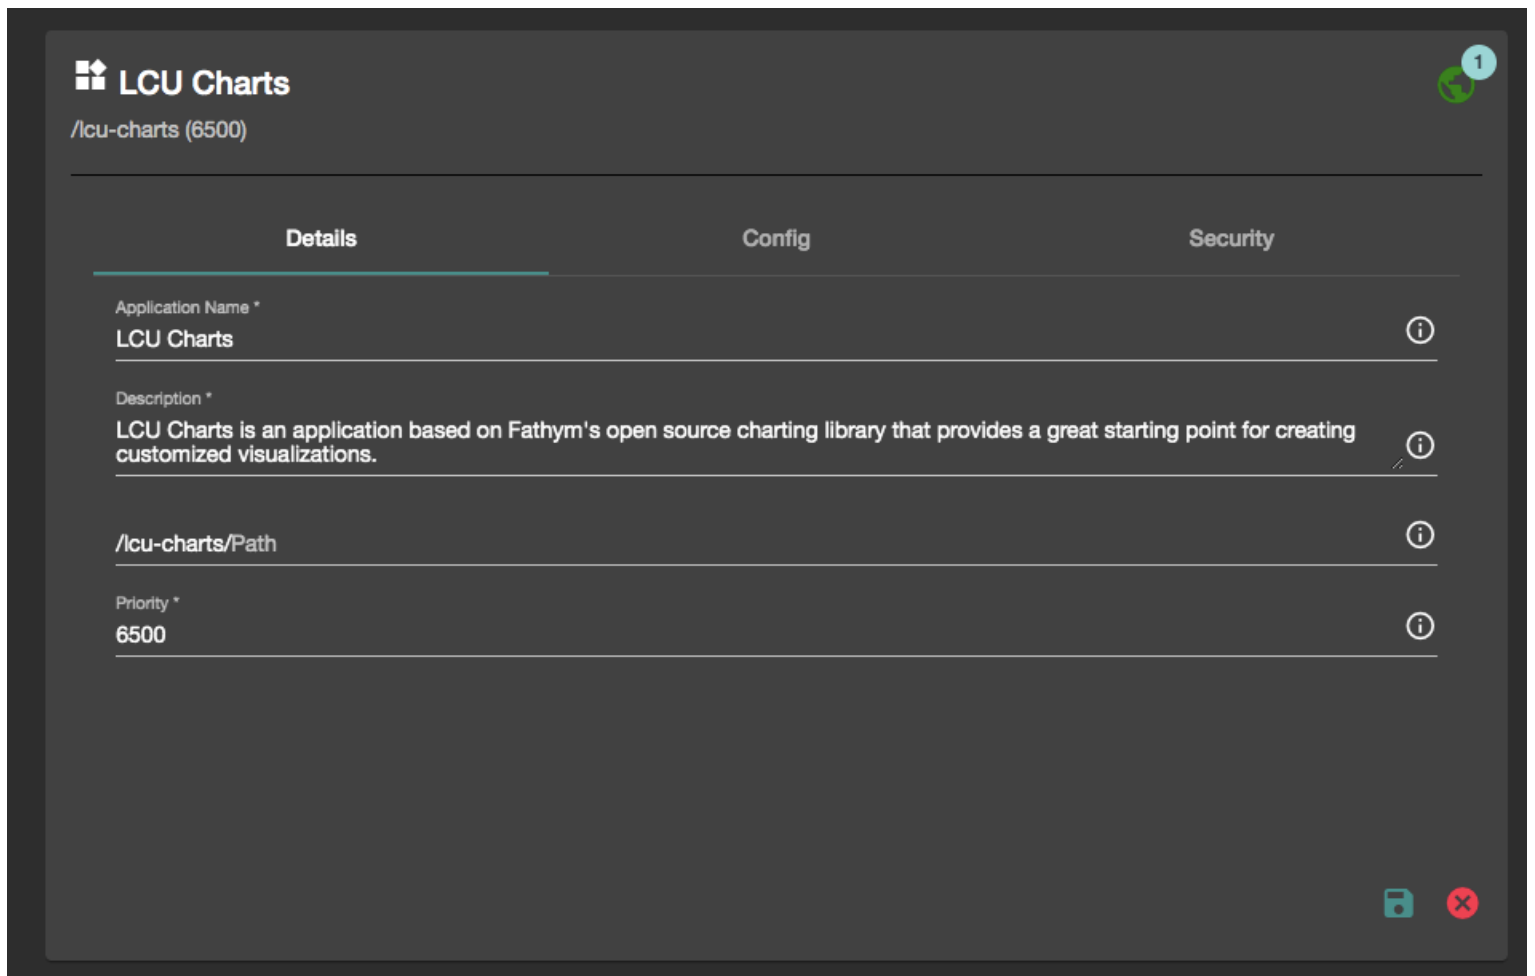 LCU Charts
1
/lcu-charts (6500)
Details
Config
Security
Application Name *
LCU Charts
Description *
LCU Charts is an application based on Fathym's open source charting library that provides a great starting point for creating
customized visualizations.
/lcu-charts/Path
Priority *
6500